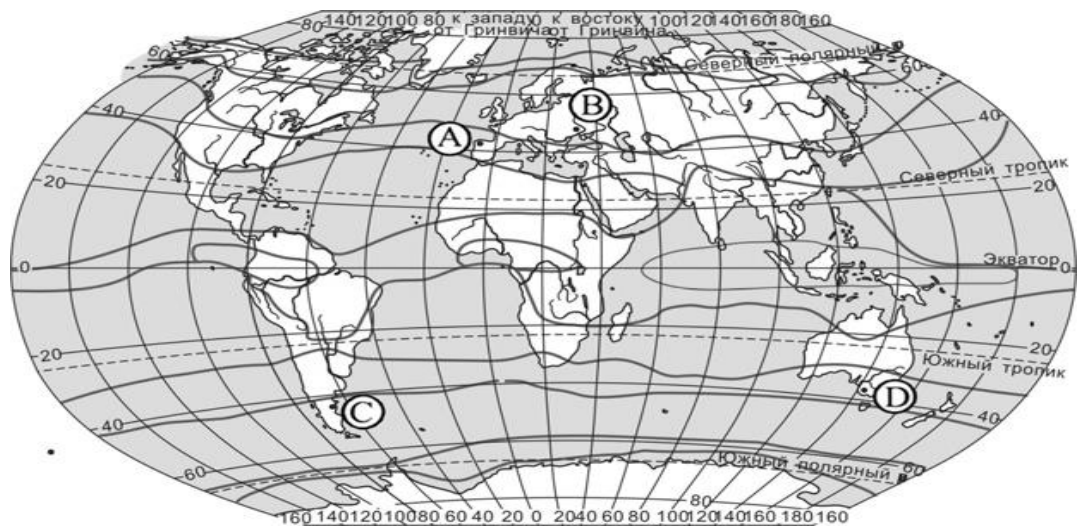 140 120 100 80 к западу 0 к востоку 100 120 140 160 180 160
80 от Гринвича от Гринвича
60 Северный полярный 60
B
40 A 40
Северный тропик
20 20
Экватор
0 0
20 20
Южный тропик
D
40 C 40
60 Южный полярный 60
80
160 140 120 100 80 60 40 20 0 20 40 60 80 100 120 140 160 180 160